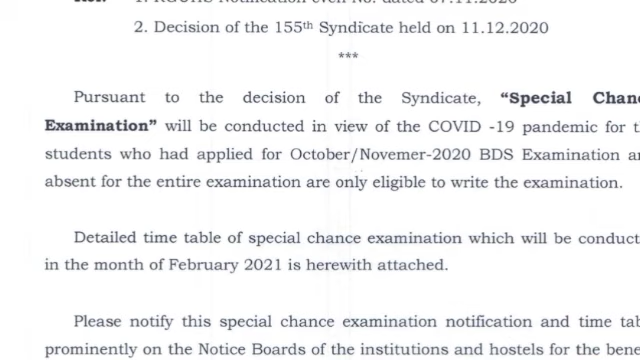 2. Decision of the 155th Syndicate held on 11.12.2020
***
Pursuant to the decision of the Syndicate, “Special
Examination” will be conducted in view of the COVID -19 pandemic for
students who had applied for October/Novemer-2020 BDS Examination
absent for the entire examination are only eligible to write the examination.
Detailed time table of special chance examination which will be
in the month of February 2021 is herewith attached.
Please notify this special chance examination notification and time
prominently on the Notice Boards of the institutions and hostels for the